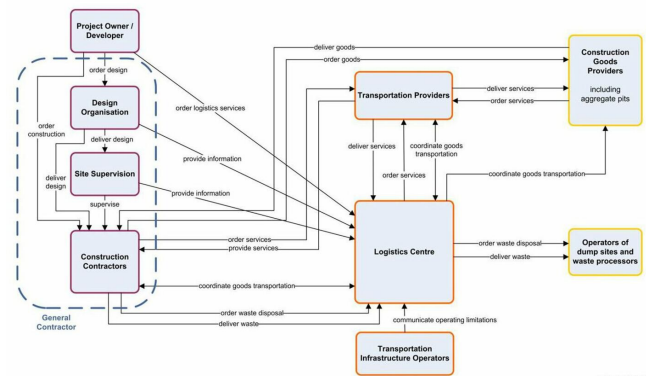 Project Owner /
Developer
deliver goods
order goods
Construction
Goods
Providers
including
aggregate pits
order design
Design
Organisation
order logistics services
Transportation Providers
deliver services
order services
order
construction
deliver design
provide information
deliver services
order services
coordinate goods
transportation
Site Supervision
deliver
design
provide information
coordinate goods transportation
supervise
Construction
Contractors
order services
provide services
Logistics Centre
order waste disposal
deliver waste
Operators of
dump sites and
waste processors
coordinate goods transportation
General
Contractor
order waste disposal
deliver waste
communicate operating limitations
Transportation
Infrastructure Operators